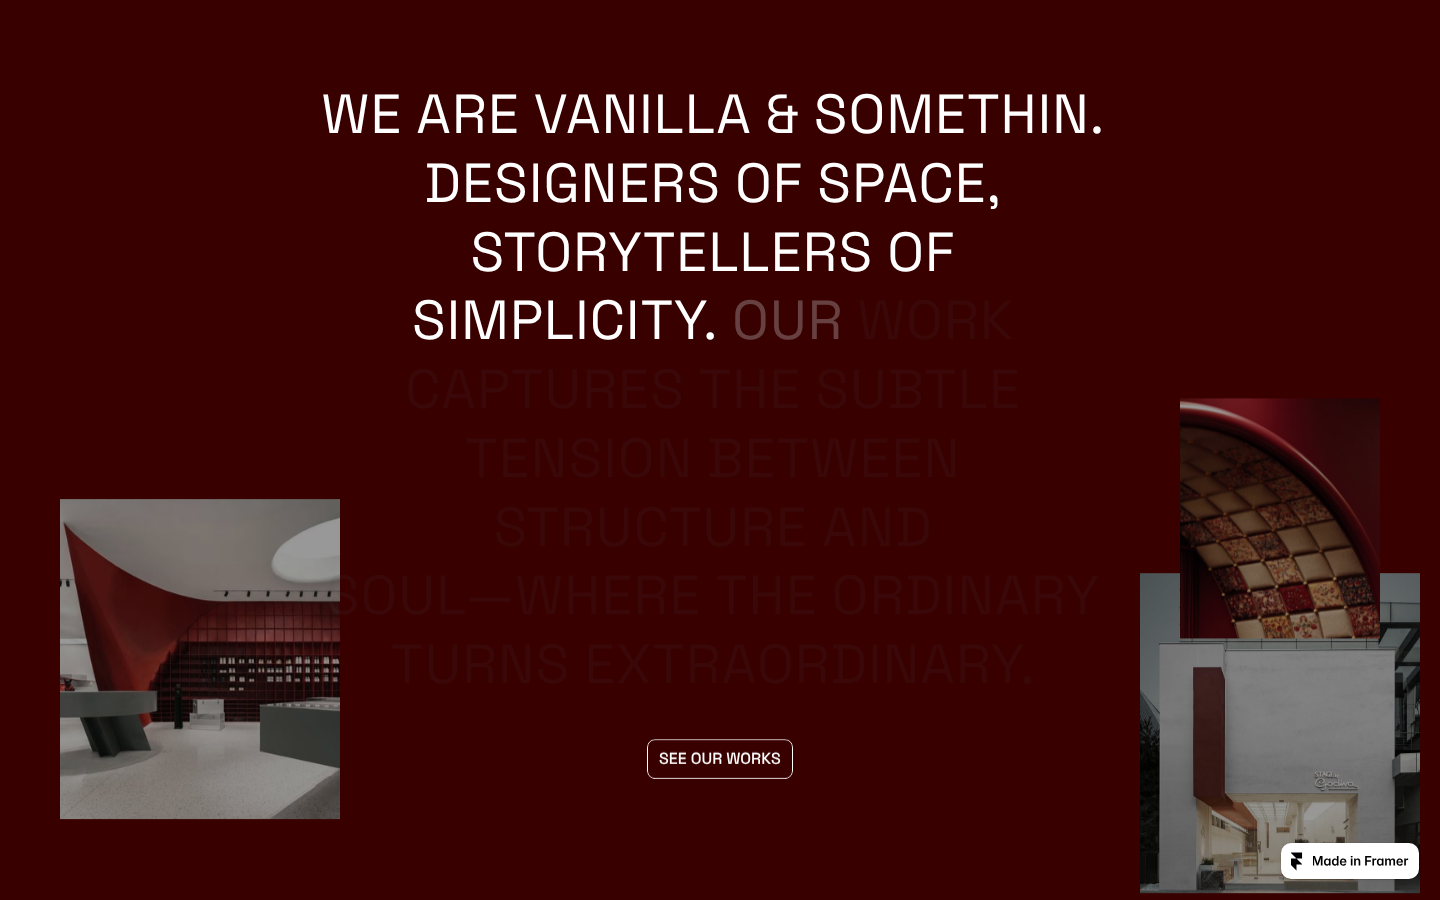 WE ARE VANILLA & SOMETHIN.
DESIGNERS OF SPACE,
STORYTELLERS OF
SIMPLICITY. OUR WORK
CAPTURES THE SUBTLE
TENSION BETWEEN
STRUCTURE AND
SOUL—WHERE THE ORDINARY
TURNS EXTRAORDINARY.
SEE OUR WORKS
Made in Framer